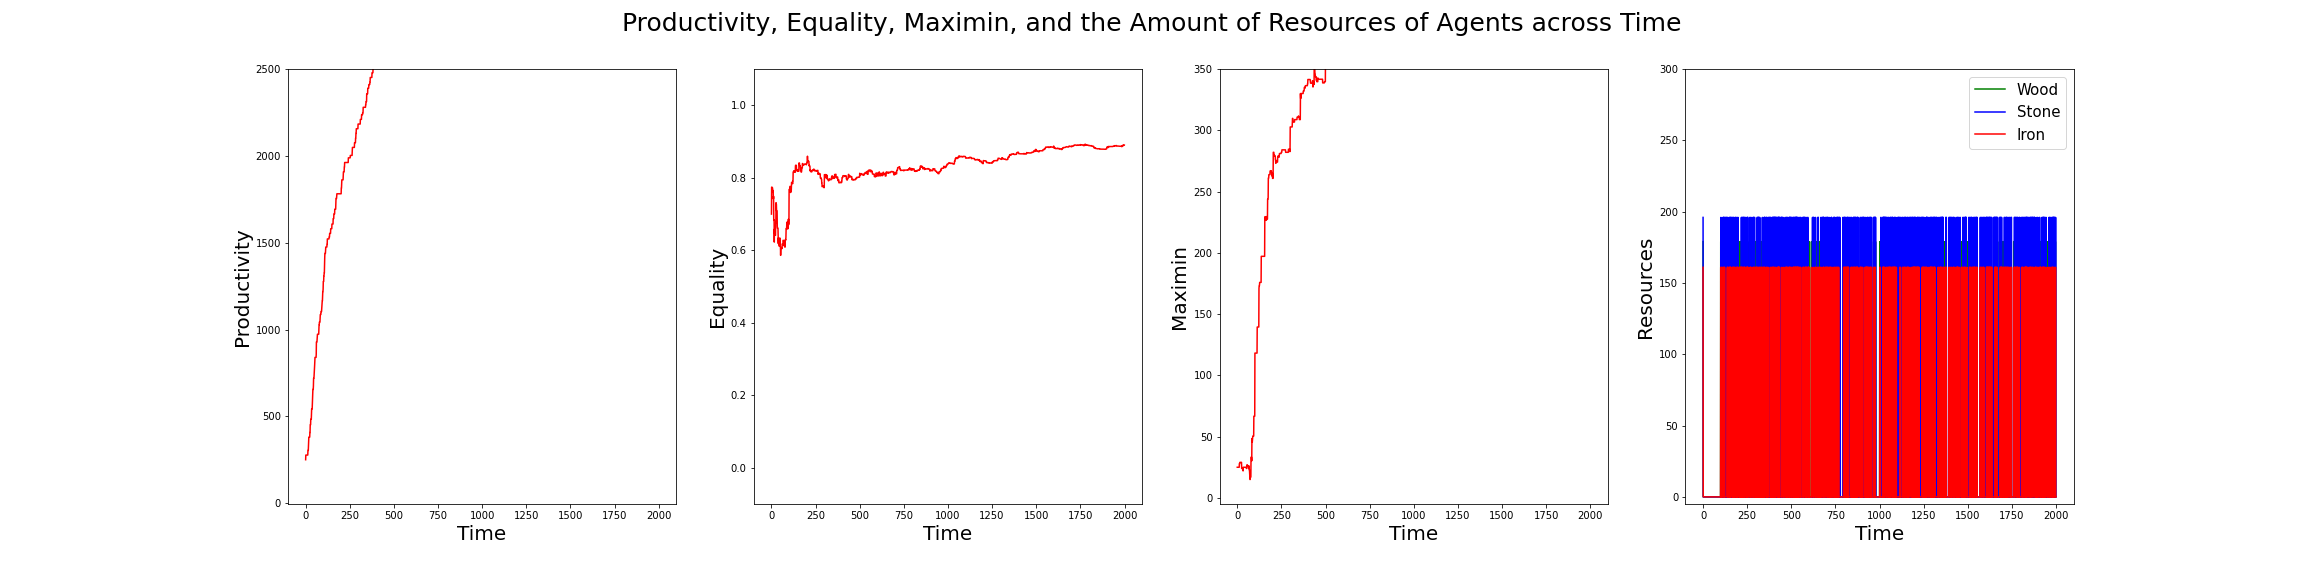 Productivity, Equality, Maximin, and the Amount of Resources of Agents across Time
Productivity
2500
2000
1500
1000
500
0
0 250 500 750 1000 1250 1500 1750 2000
Time
Equality
1.0
0.8
0.6
0.4
0.2
0.0
0 250 500 750 1000 1250 1500 1750 2000
Time
Maximin
350
300
250
200
150
100
50
0
0 250 500 750 1000 1250 1500 1750 2000
Time
Resources
300
250
200
150
100
50
0
0 250 500 750 1000 1250 1500 1750 2000
Time
Wood
Stone
Iron